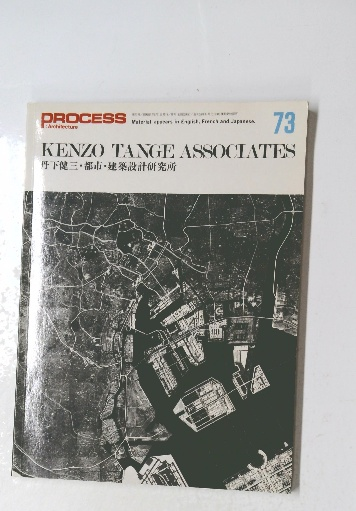 PROCESS
: Architecture
Material appears in English, French and Japanese.
73
KENZO TANGE ASSOCIATES
丹下健三・都市・建築設計研究所